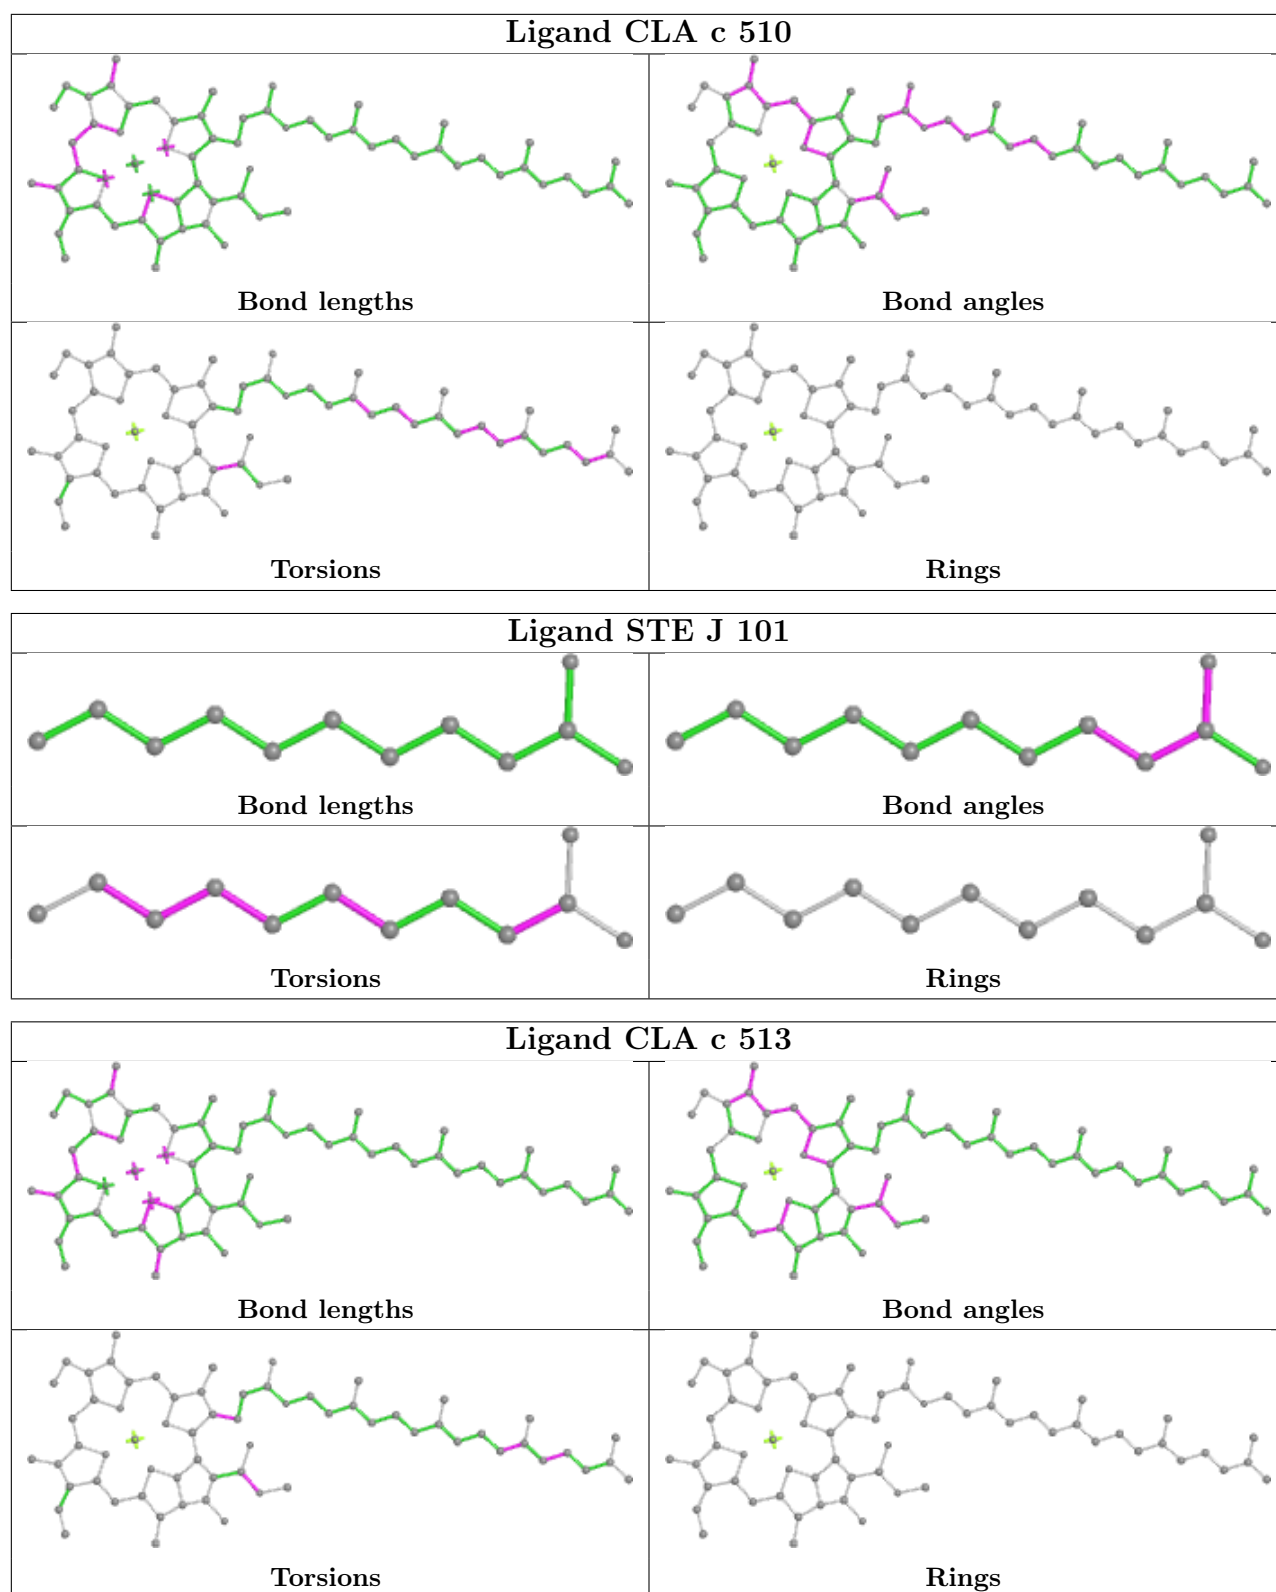 Ligand CLA c 510
Bond lengths
Bond angles
Torsions
Rings
Ligand STE J 101
Bond lengths
Bond angles
Torsions
Rings
Ligand CLA c 513
Bond lengths
Bond angles
Torsions
Rings